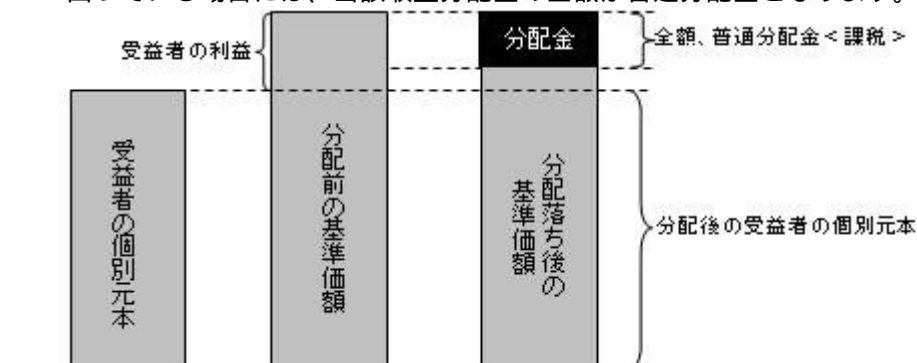 回っている場合には、当該収益分配金の全額が普通分配金となります。
受益者の利益
分配金
全額、普通分配金<課税>
受益者の個別元本
分配前の基準価額
分配落ち後の
基準価額
分配後の受益者の個別元本